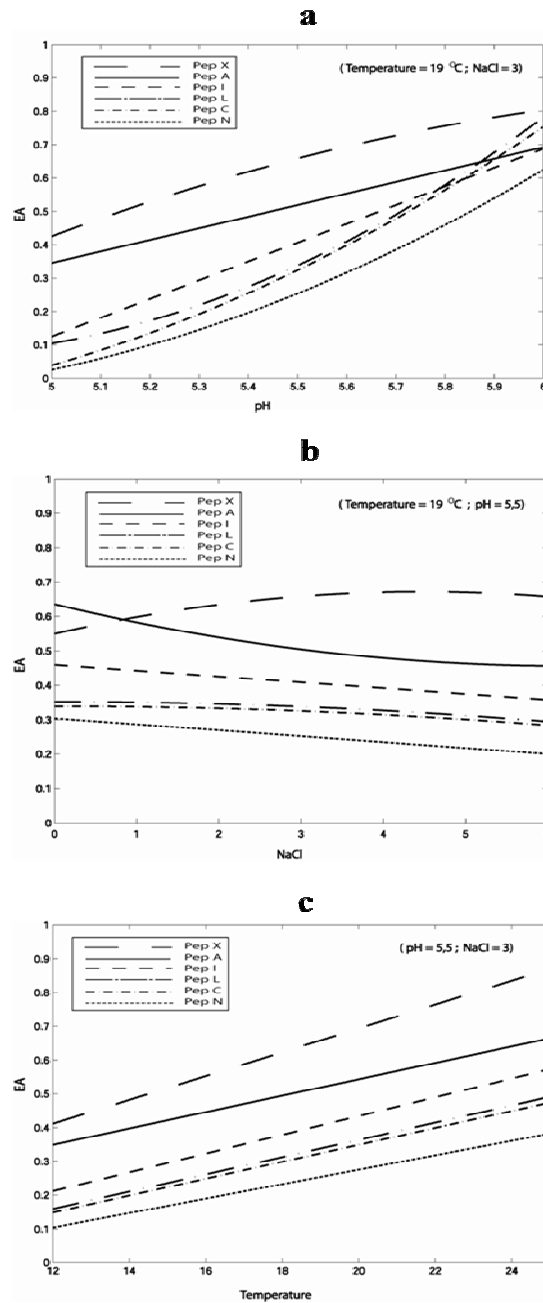 a
1
0.9
0.8
0.7
0.6
0.5
0.4
0.3
0.2
0.1
0
EA
Pep X
Pep A
Pep I
Pep L
Pep C
Pep N
(Temperature = 19 °C; NaCl = 3)
5 5.1 5.2 5.3 5.4 5.5 5.6 5.7 5.8 5.9 6
pH
b
1
0.9
0.8
0.7
0.6
0.5
0.4
0.3
0.2
0.1
0
EA
Pep X
Pep A
Pep I
Pep L
Pep C
Pep N
(Temperature = 19 °C ; pH = 5,5)
0 1 2 3 4 5
NaCl
c
1
0.9
0.8
0.7
0.6
0.5
0.4
0.3
0.2
0.1
0
EA
Pep X
Pep A
Pep I
Pep L
Pep C
Pep N
(pH = 5,5 ; NaCl = 3)
12 14 16 18 20 22 24
Temperature